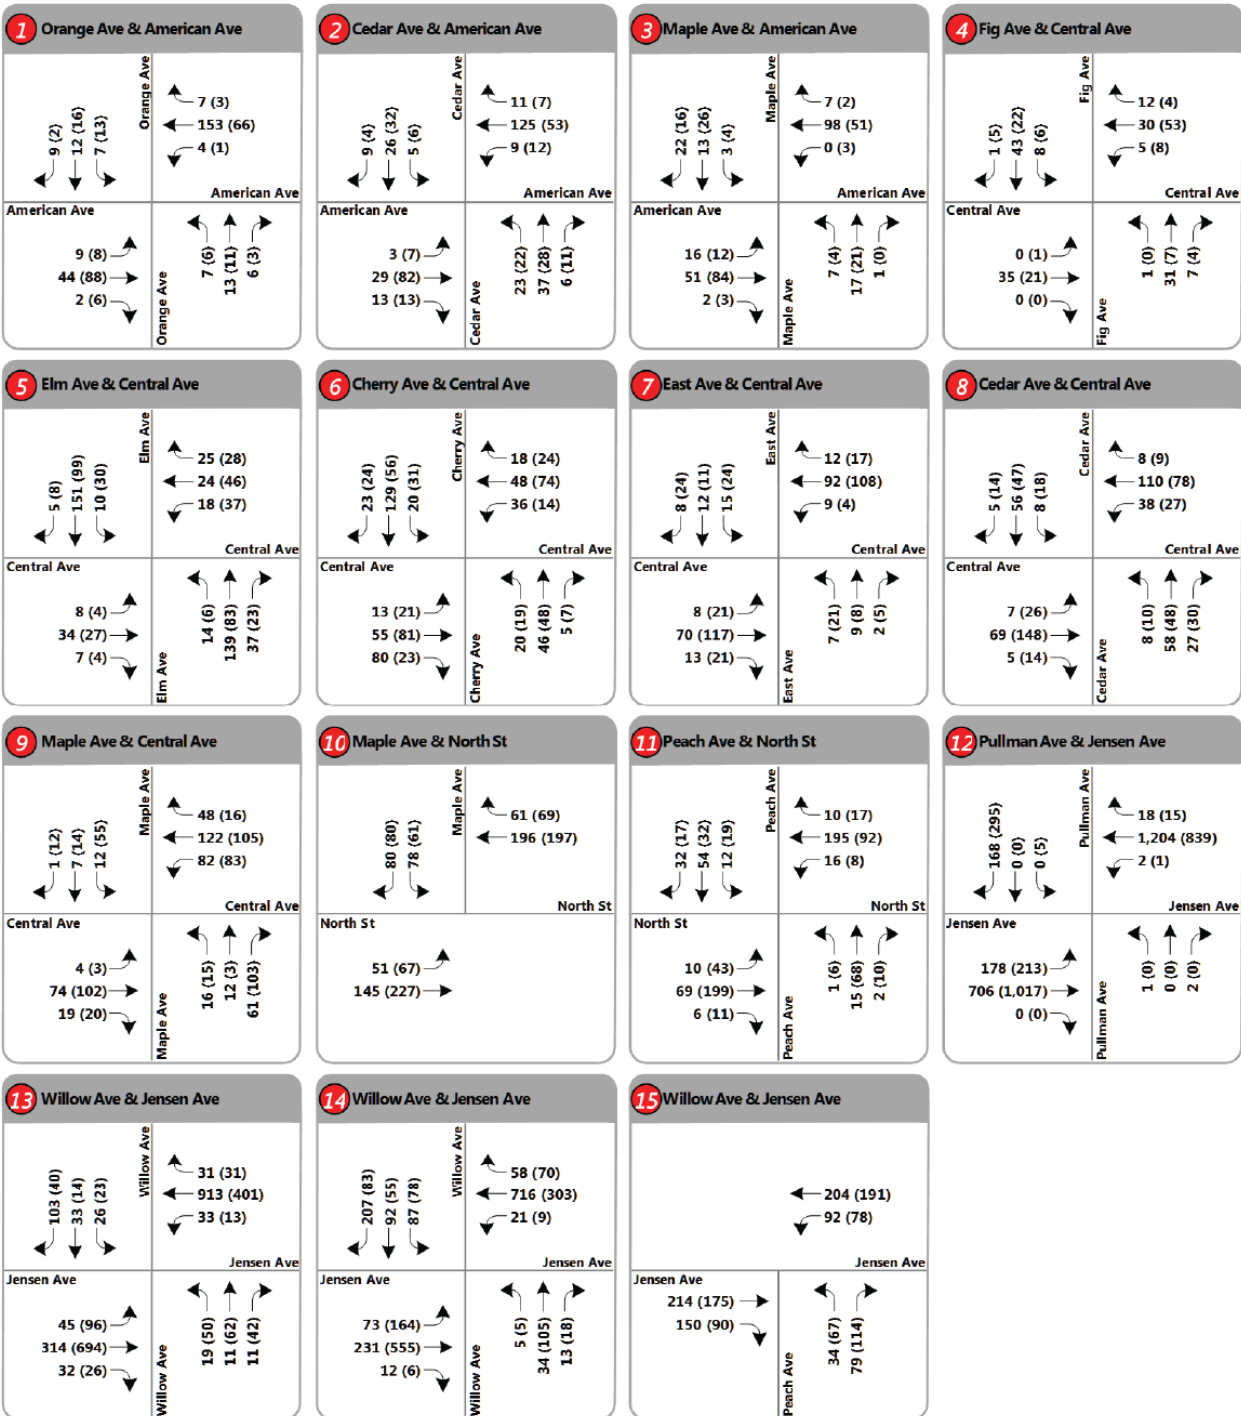 1 Orange Ave & American Ave
Orange Ave
9 (2)
12 (16)
7 (13)
7 (3)
153 (66)
4 (1)
American Ave
American Ave
9 (8)
44 (88)
2 (6)
Orange Ave
7 (6)
13 (11)
6 (3)
2 Cedar Ave & American Ave
Cedar Ave
9 (4)
26 (32)
5 (6)
11 (7)
125 (53)
9 (12)
American Ave
American Ave
3 (7)
29 (82)
13 (13)
Cedar Ave
23 (22)
37 (28)
6 (11)
3 Maple Ave & American Ave
Maple Ave
22 (16)
13 (26)
3 (4)
7 (2)
98 (51)
0 (3)
American Ave
American Ave
16 (12)
51 (84)
2 (3)
Maple Ave
7 (4)
17 (21)
1 (0)
4 Fig Ave & Central Ave
Fig Ave
1 (5)
43 (22)
8 (6)
12 (4)
30 (53)
5 (8)
Central Ave
Central Ave
0 (1)
35 (21)
0 (0)
Fig Ave
1 (0)
31 (7)
7 (4)
5 Elm Ave & Central Ave
Elm Ave
5 (8)
151 (99)
10 (30)
25 (28)
24 (46)
18 (37)
Central Ave
Central Ave
8 (4)
34 (27)
7 (4)
Elm Ave
14 (6)
139 (83)
37 (23)
6 Cherry Ave & Central Ave
Cherry Ave
23 (24)
129 (56)
20 (31)
18 (24)
48 (74)
36 (14)
Central Ave
Central Ave
13 (21)
55 (81)
80 (23)
Cherry Ave
20 (19)
46 (48)
5 (7)
7 East Ave & Central Ave
East Ave
8 (24)
12 (11)
15 (24)
12 (17)
92 (108)
9 (4)
Central Ave
Central Ave
8 (21)
70 (117)
13 (21)
East Ave
7 (21)
9 (8)
2 (5)
8 Cedar Ave & Central Ave
Cedar Ave
5 (14)
56 (47)
8 (18)
8 (9)
110 (78)
38 (27)
Central Ave
Central Ave
7 (26)
69 (148)
5 (14)
Cedar Ave
8 (10)
58 (48)
27 (30)
9 Maple Ave & Central Ave
Maple Ave
1 (12)
7 (14)
12 (55)
48 (16)
122 (105)
82 (83)
Central Ave
Central Ave
4 (3)
74 (102)
19 (20)
Maple Ave
16 (15)
12 (3)
61 (103)
10 Maple Ave & North St
Maple Ave
80 (80)
78 (61)
61 (69)
196 (197)
North St
North St
51 (67)
145 (227)
11 Peach Ave & North St
Peach Ave
32 (17)
54 (32)
12 (19)
10 (17)
195 (92)
16 (8)
North St
North St
10 (43)
69 (199)
6 (11)
Peach Ave
1 (6)
15 (68)
2 (10)
12 Pullman Ave & Jensen Ave
Pullman Ave
168 (295)
0 (0)
0 (5)
18 (15)
1,204 (839)
2 (1)
Jensen Ave
Jensen Ave
178 (213)
706 (1,017)
0 (0)
Pullman Ave
1 (0)
0 (0)
2 (0)
13 Willow Ave & Jensen Ave
Willow Ave
103 (40)
33 (14)
26 (23)
31 (31)
913 (401)
33 (13)
Jensen Ave
Jensen Ave
45 (96)
314 (694)
32 (26)
Willow Ave
19 (50)
11 (62)
11 (42)
14 Willow Ave & Jensen Ave
Willow Ave
207 (83)
92 (55)
87 (78)
58 (70)
716 (303)
21 (9)
Jensen Ave
Jensen Ave
73 (164)
231 (555)
12 (6)
Willow Ave
5 (5)
34 (105)
13 (18)
15 Willow Ave & Jensen Ave
204 (191)
92 (78)
Jensen Ave
Jensen Ave
214 (175)
150 (90)
Peach Ave
34 (67)
79 (114)